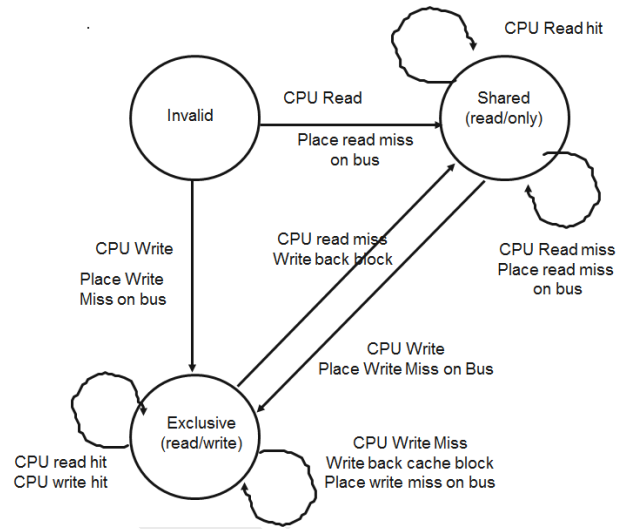 CPU Read hit
Invalid
CPU Read
Shared
(read/only)
Place read miss
on bus
CPU Write
Place Write
Miss on bus
CPU read miss
Write back block
CPU Read miss
Place read miss
on bus
CPU Write
Place Write Miss on Bus
Exclusive
(read/write)
CPU read hit
CPU write hit
CPU Write Miss
Write back cache block
Place write miss on bus